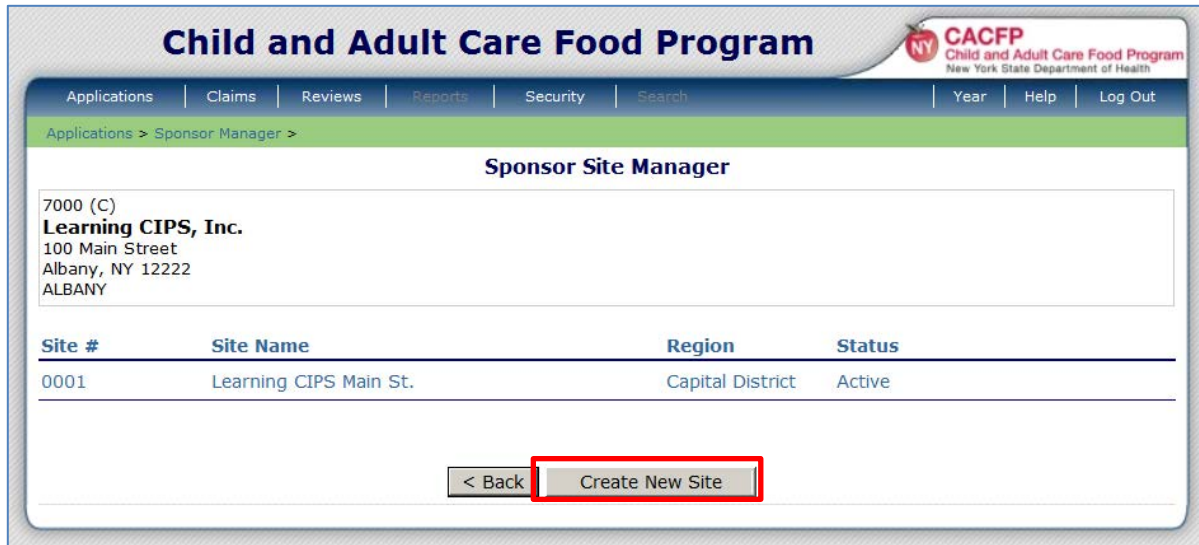 Child and Adult Care Food Program
NY
CACFP
Child and Adult Care Food Program
New York State Department of Health
Applications | Claims | Reviews | Reports | Security | Search | Year | Help | Log Out
Applications > Sponsor Manager >
Sponsor Site Manager
7000 (C)
Learning CIPS, Inc.
100 Main Street
Albany, NY 12222
ALBANY
Site # Site Name Region Status
0001 Learning CIPS Main St. Capital District Active
< Back Create New Site